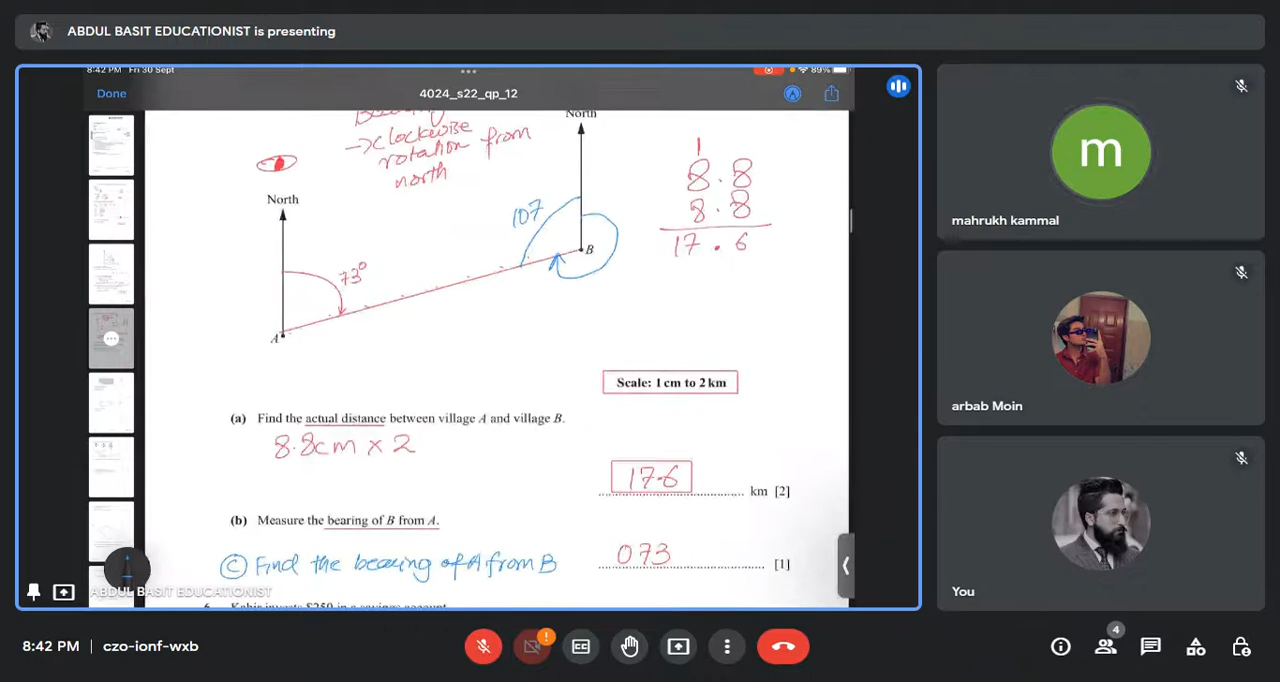 ABDUL BASIT EDUCATIONIST is presenting
8:42 PM Fri 30 Sept
89%
Done
4024_s22_qp_12
→ clockwise
rotation from
north
North
North
1
8.8
8.8
17.6
107
B
73°
A
Scale: 1 cm to 2 km
(a) Find the actual distance between village A and village B.
8.8cm × 2
17.6
km [2]
(b) Measure the bearing of B from A.
073
[1]
(c) Find the bearing of A from B
ABDUL BASIT EDUCATIONIST
m
mahrukh kammal
arbab Moin
You
8:42 PM | czo-ionf-wxb
CC
4